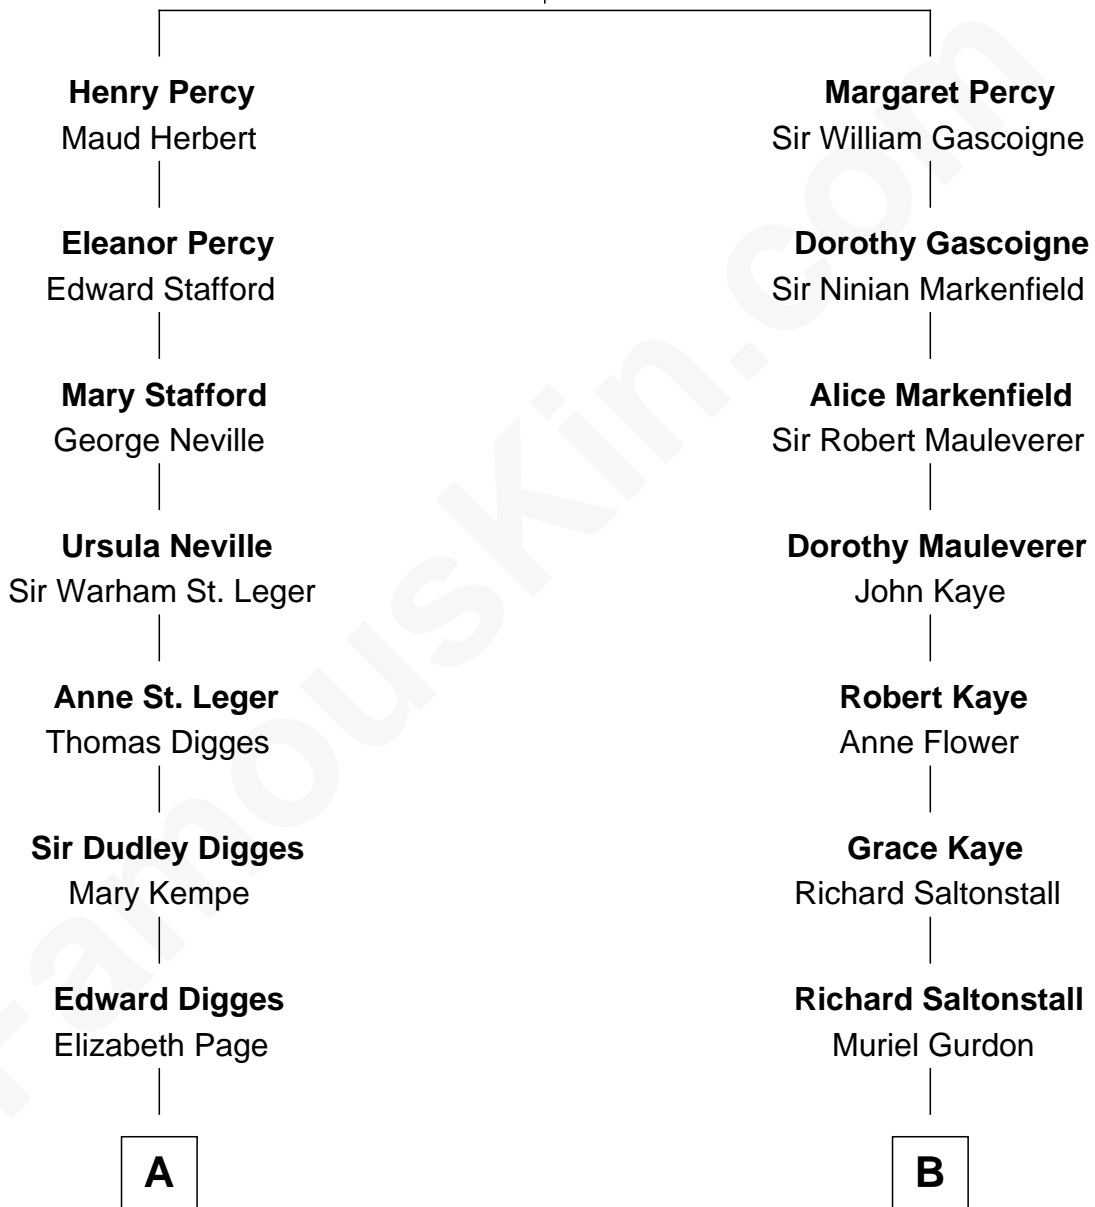 Henry Percy
Maud Herbert
Eleanor Percy
Edward Stafford
Mary Stafford
George Neville
Ursula Neville
Sir Warham St. Leger
Anne St. Leger
Thomas Digges
Sir Dudley Digges
Mary Kempe
Edward Digges
Elizabeth Page
A
Margaret Percy
Sir William Gascoigne
Dorothy Gascoigne
Sir Ninian Markenfield
Alice Markenfield
Sir Robert Mauleverer
Dorothy Mauleverer
John Kaye
Robert Kaye
Anne Flower
Grace Kaye
Richard Saltonstall
Richard Saltonstall
Muriel Gurdon
B
FamousKin.com